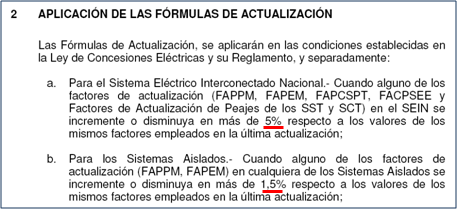 2 APLICACIÓN DE LAS FÓRMULAS DE ACTUALIZACIÓN
Las Fórmulas de Actualización, se aplicarán en las condiciones establecidas en
la Ley de Concesiones Eléctricas y su Reglamento, y separadamente:
a. Para el Sistema Eléctrico Interconectado Nacional.- Cuando alguno de los
factores de actualización (FAPPM, FAPEM, FAPCSPT, FACPSEE y
Factores de Actualización de Peajes de los SST y SCT) en el SEIN se
incremente o disminuya en más de 5% respecto a los valores de los
mismos factores empleados en la última actualización;
b. Para los Sistemas Aislados.- Cuando alguno de los factores de
actualización (FAPPM, FAPEM) en cualquiera de los Sistemas Aislados se
incremente o disminuya en más de 1,5% respecto a los valores de los
mismos factores empleados en la última actualización;